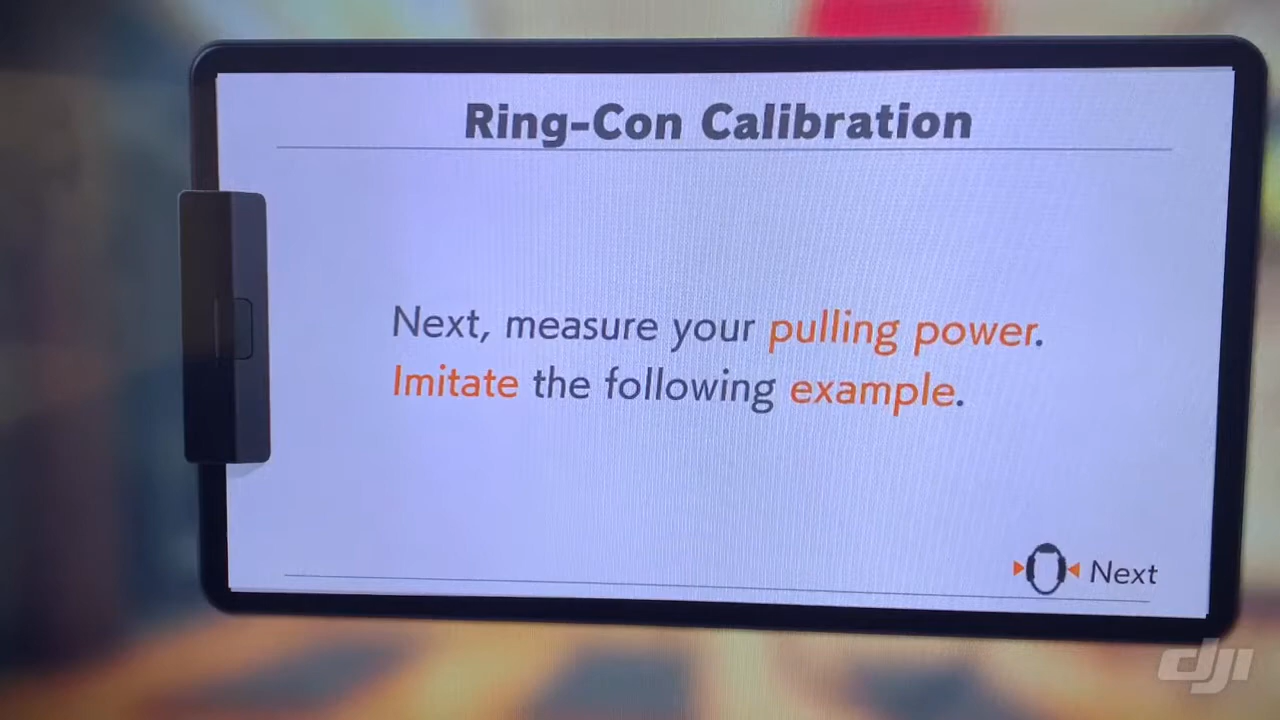 Ring-Con Calibration
Next, measure your pulling power.
Imitate the following example.
Next
dji